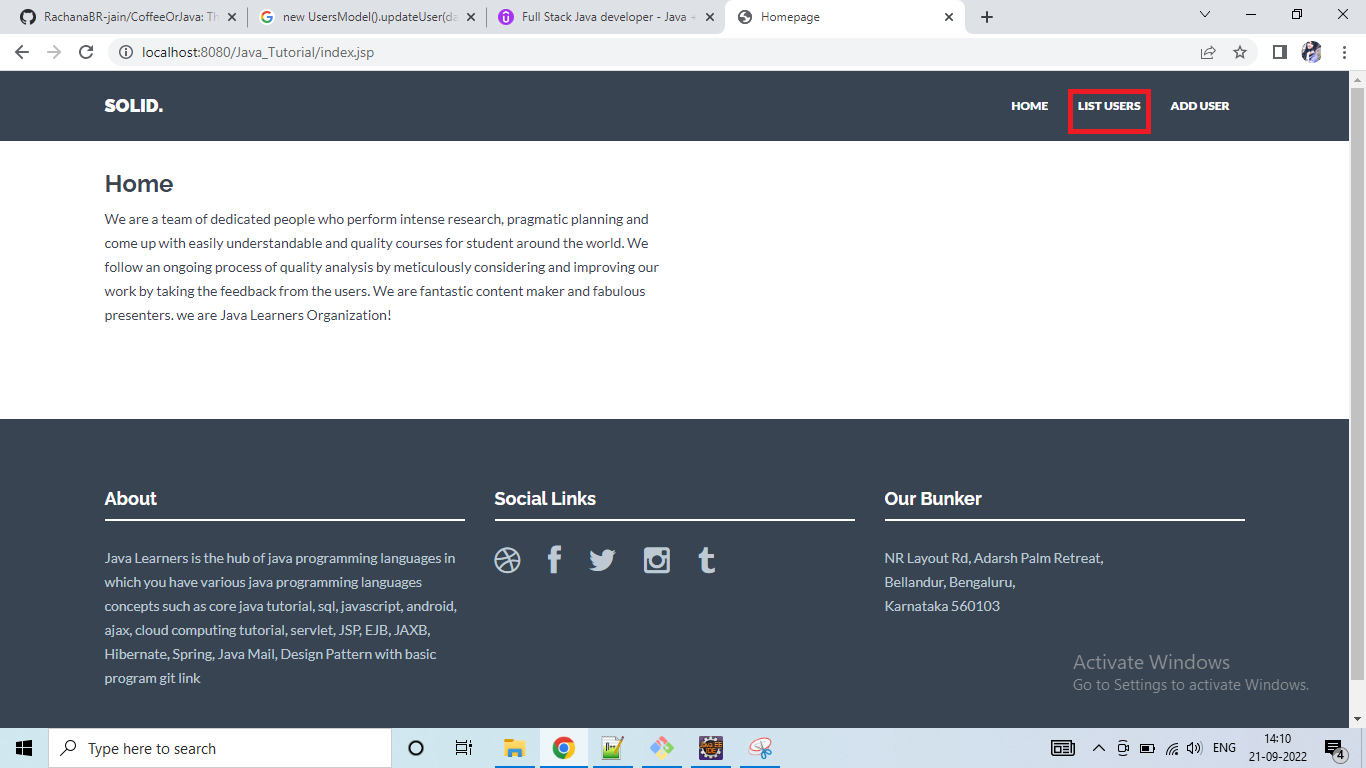 RachanaBR-jain/CoffeeOrJava: Th
new UsersModel().updateUser(da
Full Stack Java developer - Java +
Homepage
localhost:8080/Java_Tutorial/index.jsp
SOLID.
HOME
LIST USERS
ADD USER
Home
We are a team of dedicated people who perform intense research, pragmatic planning and
come up with easily understandable and quality courses for student around the world. We
follow an ongoing process of quality analysis by meticulously considering and improving our
work by taking the feedback from the users. We are fantastic content maker and fabulous
presenters. we are Java Learners Organization!
About
Java Learners is the hub of java programming languages in
which you have various java programming languages
concepts such as core java tutorial, sql, javascript, android,
ajax, cloud computing tutorial, servlet, JSP, EJB, JAXB,
Hibernate, Spring, Java Mail, Design Pattern with basic
program git link
Social Links
Our Bunker
NR Layout Rd, Adarsh Palm Retreat,
Bellandur, Bengaluru,
Karnataka 560103
Activate Windows
Go to Settings to activate Windows.
Type here to search
ENG
14:10
21-09-2022
4